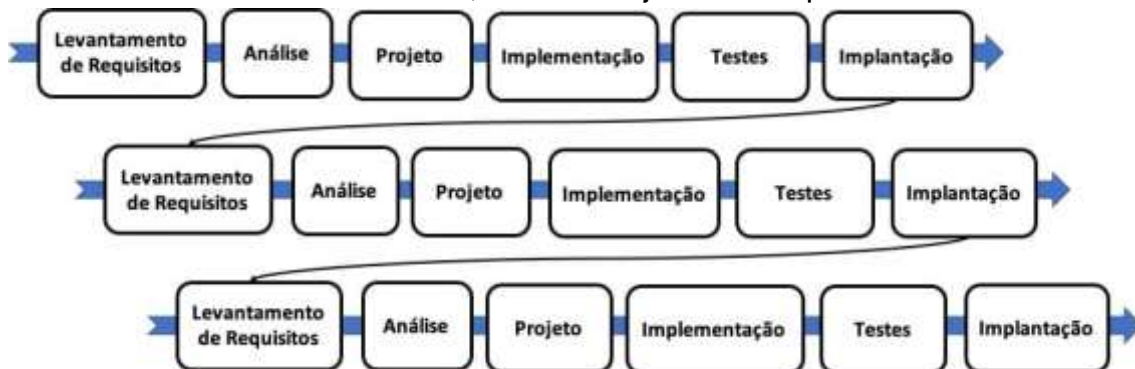 Levantamento
de Requisitos
Análise
Projeto
Implementação
Testes
Implantação
Levantamento
de Requisitos
Análise
Projeto
Implementação
Testes
Implantação
Levantamento
de Requisitos
Análise
Projeto
Implementação
Testes
Implantação